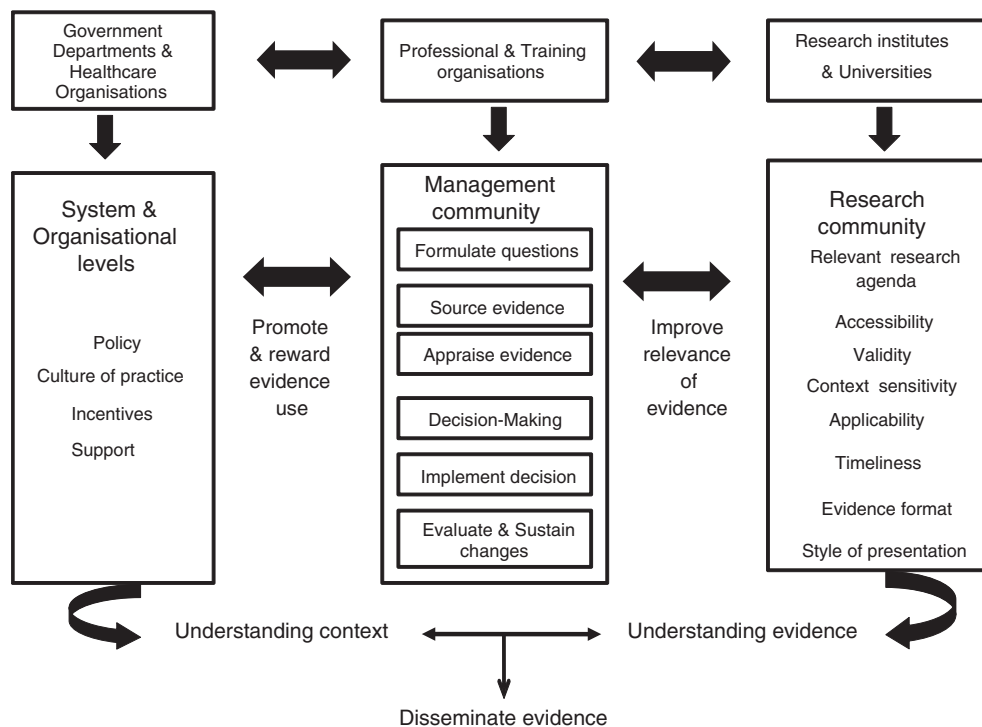 Government
Departments &
Healthcare
Organisations
Professional & Training
organisations
Research institutes
& Universities
System &
Organisational
levels
Policy
Culture of practice
Incentives
Support
Promote
& reward
evidence
use
Management
community
Formulate questions
Source evidence
Appraise evidence
Decision-Making
Implement decision
Evaluate & Sustain
changes
Improve
relevance
of
evidence
Research
community
Relevant research
agenda
Accessibility
Validity
Context sensitivity
Applicability
Timeliness
Evidence format
Style of presentation
Understanding context
Understanding evidence
Disseminate evidence